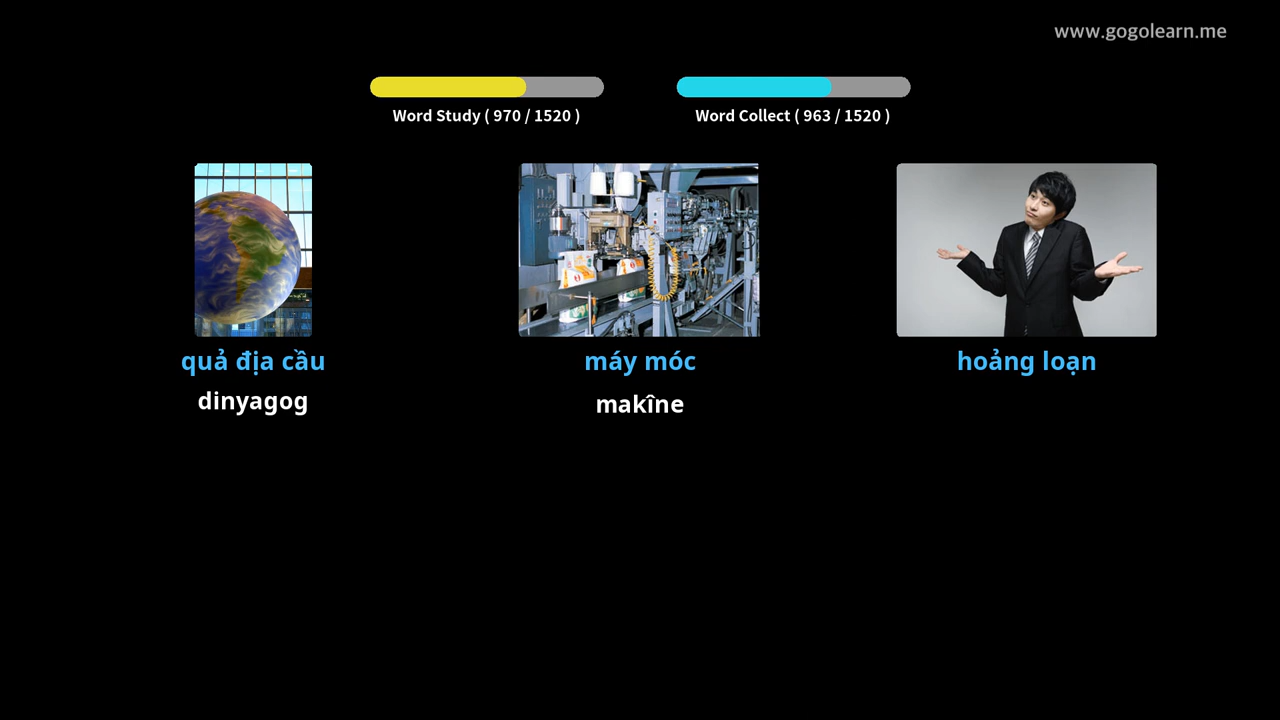 www.gogolearn.me
Word Study ( 970 / 1520 )
Word Collect ( 963 / 1520 )
quả địa cầu
máy móc
hoảng loạn
dinyagog
makîne